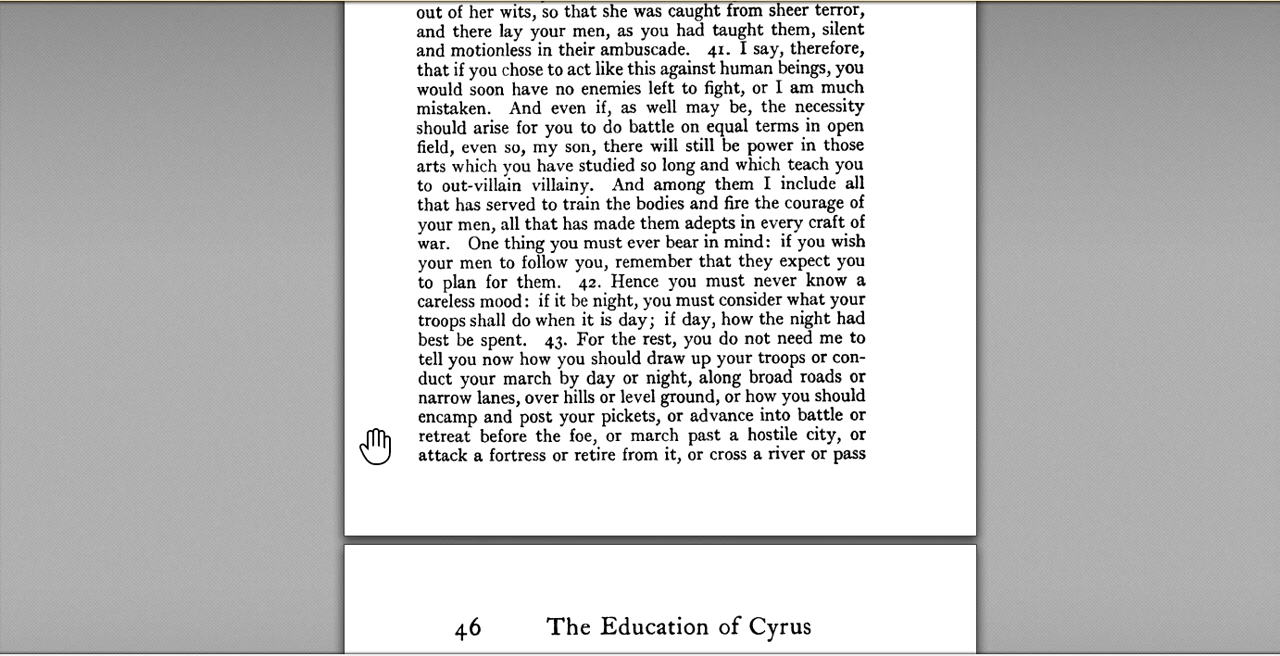 out of her wits, so that she was caught from sheer terror,
and there lay your men, as you had taught them, silent
and motionless in their ambuscade. 41. I say, therefore,
that if you chose to act like this against human beings, you
would soon have no enemies left to fight, or I am much
mistaken. And even if, as well may be, the necessity
should arise for you to do battle on equal terms in open
field, even so, my son, there will still be power in those
arts which you have studied so long and which teach you
to out-villain villainy. And among them I include all
that has served to train the bodies and fire the courage of
your men, all that has made them adepts in every craft of
war. One thing you must ever bear in mind: if you wish
your men to follow you, remember that they expect you
to plan for them. 42. Hence you must never know a
careless mood: if it be night, you must consider what your
troops shall do when it is day; if day, how the night had
best be spent. 43. For the rest, you do not need me to
tell you now how you should draw up your troops or con-
duct your march by day or night, along broad roads or
narrow lanes, over hills or level ground, or how you should
encamp and post your pickets, or advance into battle or
retreat before the foe, or march past a hostile city, or
attack a fortress or retire from it, or cross a river or pass
46 The Education of Cyrus